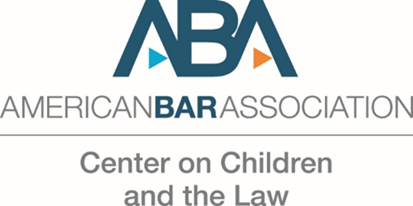 ABA
AMERICANBARASSOCIATION
Center on Children
and the Law